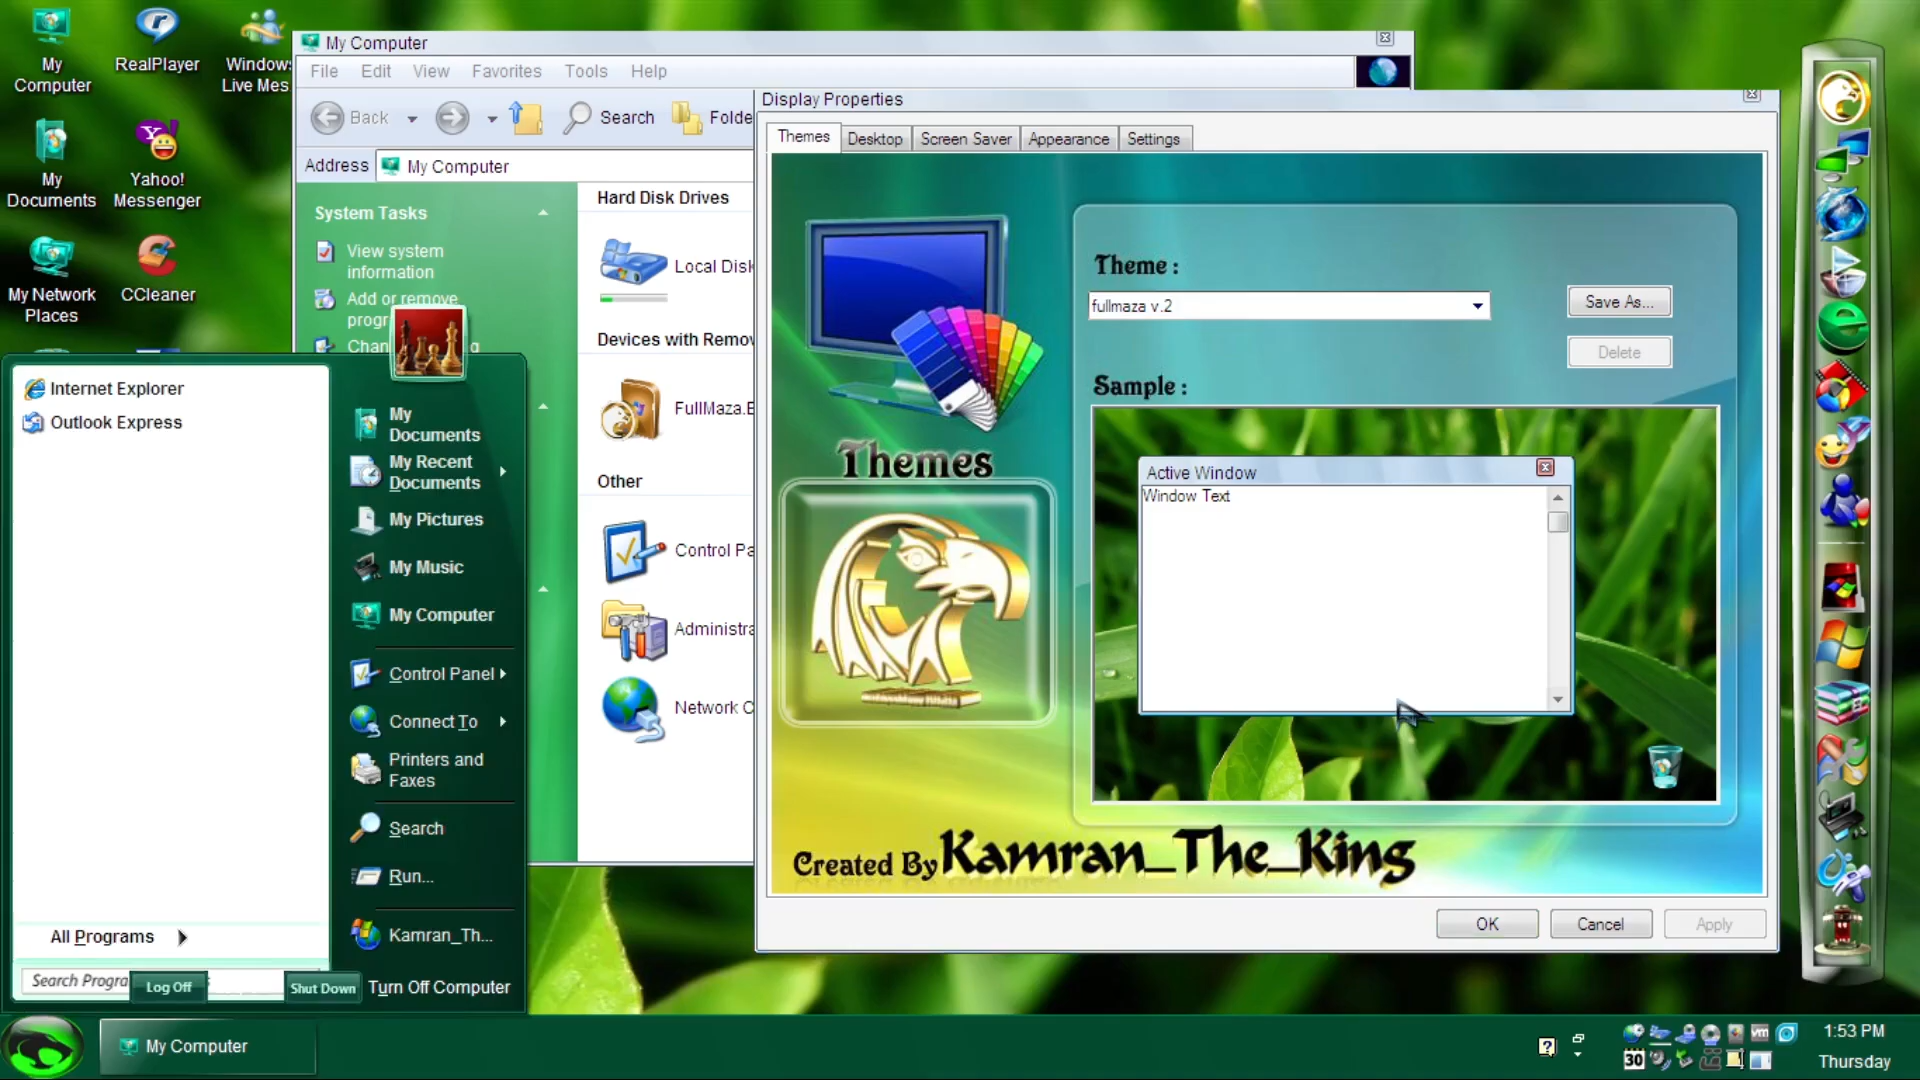 My
Computer
RealPlayer
Windows
Live Mes
My
Documents
Yahoo!
Messenger
My Network
Places
CCleaner
My Computer
File Edit View Favorites Tools Help
Back Search Folde
Address My Computer
System Tasks
View system
information
Add or remove
progr
Chan g
Hard Disk Drives
Local Disk
Devices with Remov
FullMaza.E
Other
Control Pa
Administra
Network C
Display Properties
Themes Desktop Screen Saver Appearance Settings
Theme :
fullmaza v.2
Save As...
Delete
Sample :
Active Window
Window Text
Themes
Created By Kamran_The_King
OK Cancel Apply
Internet Explorer
Outlook Express
All Programs
Search Progra
Log Off
Shut Down
Turn Off Computer
My
Documents
My Recent
Documents
My Pictures
My Music
My Computer
Control Panel
Connect To
Printers and
Faxes
Search
Run...
Kamran_Th...
My Computer
?
vm
30
1:53 PM
Thursday